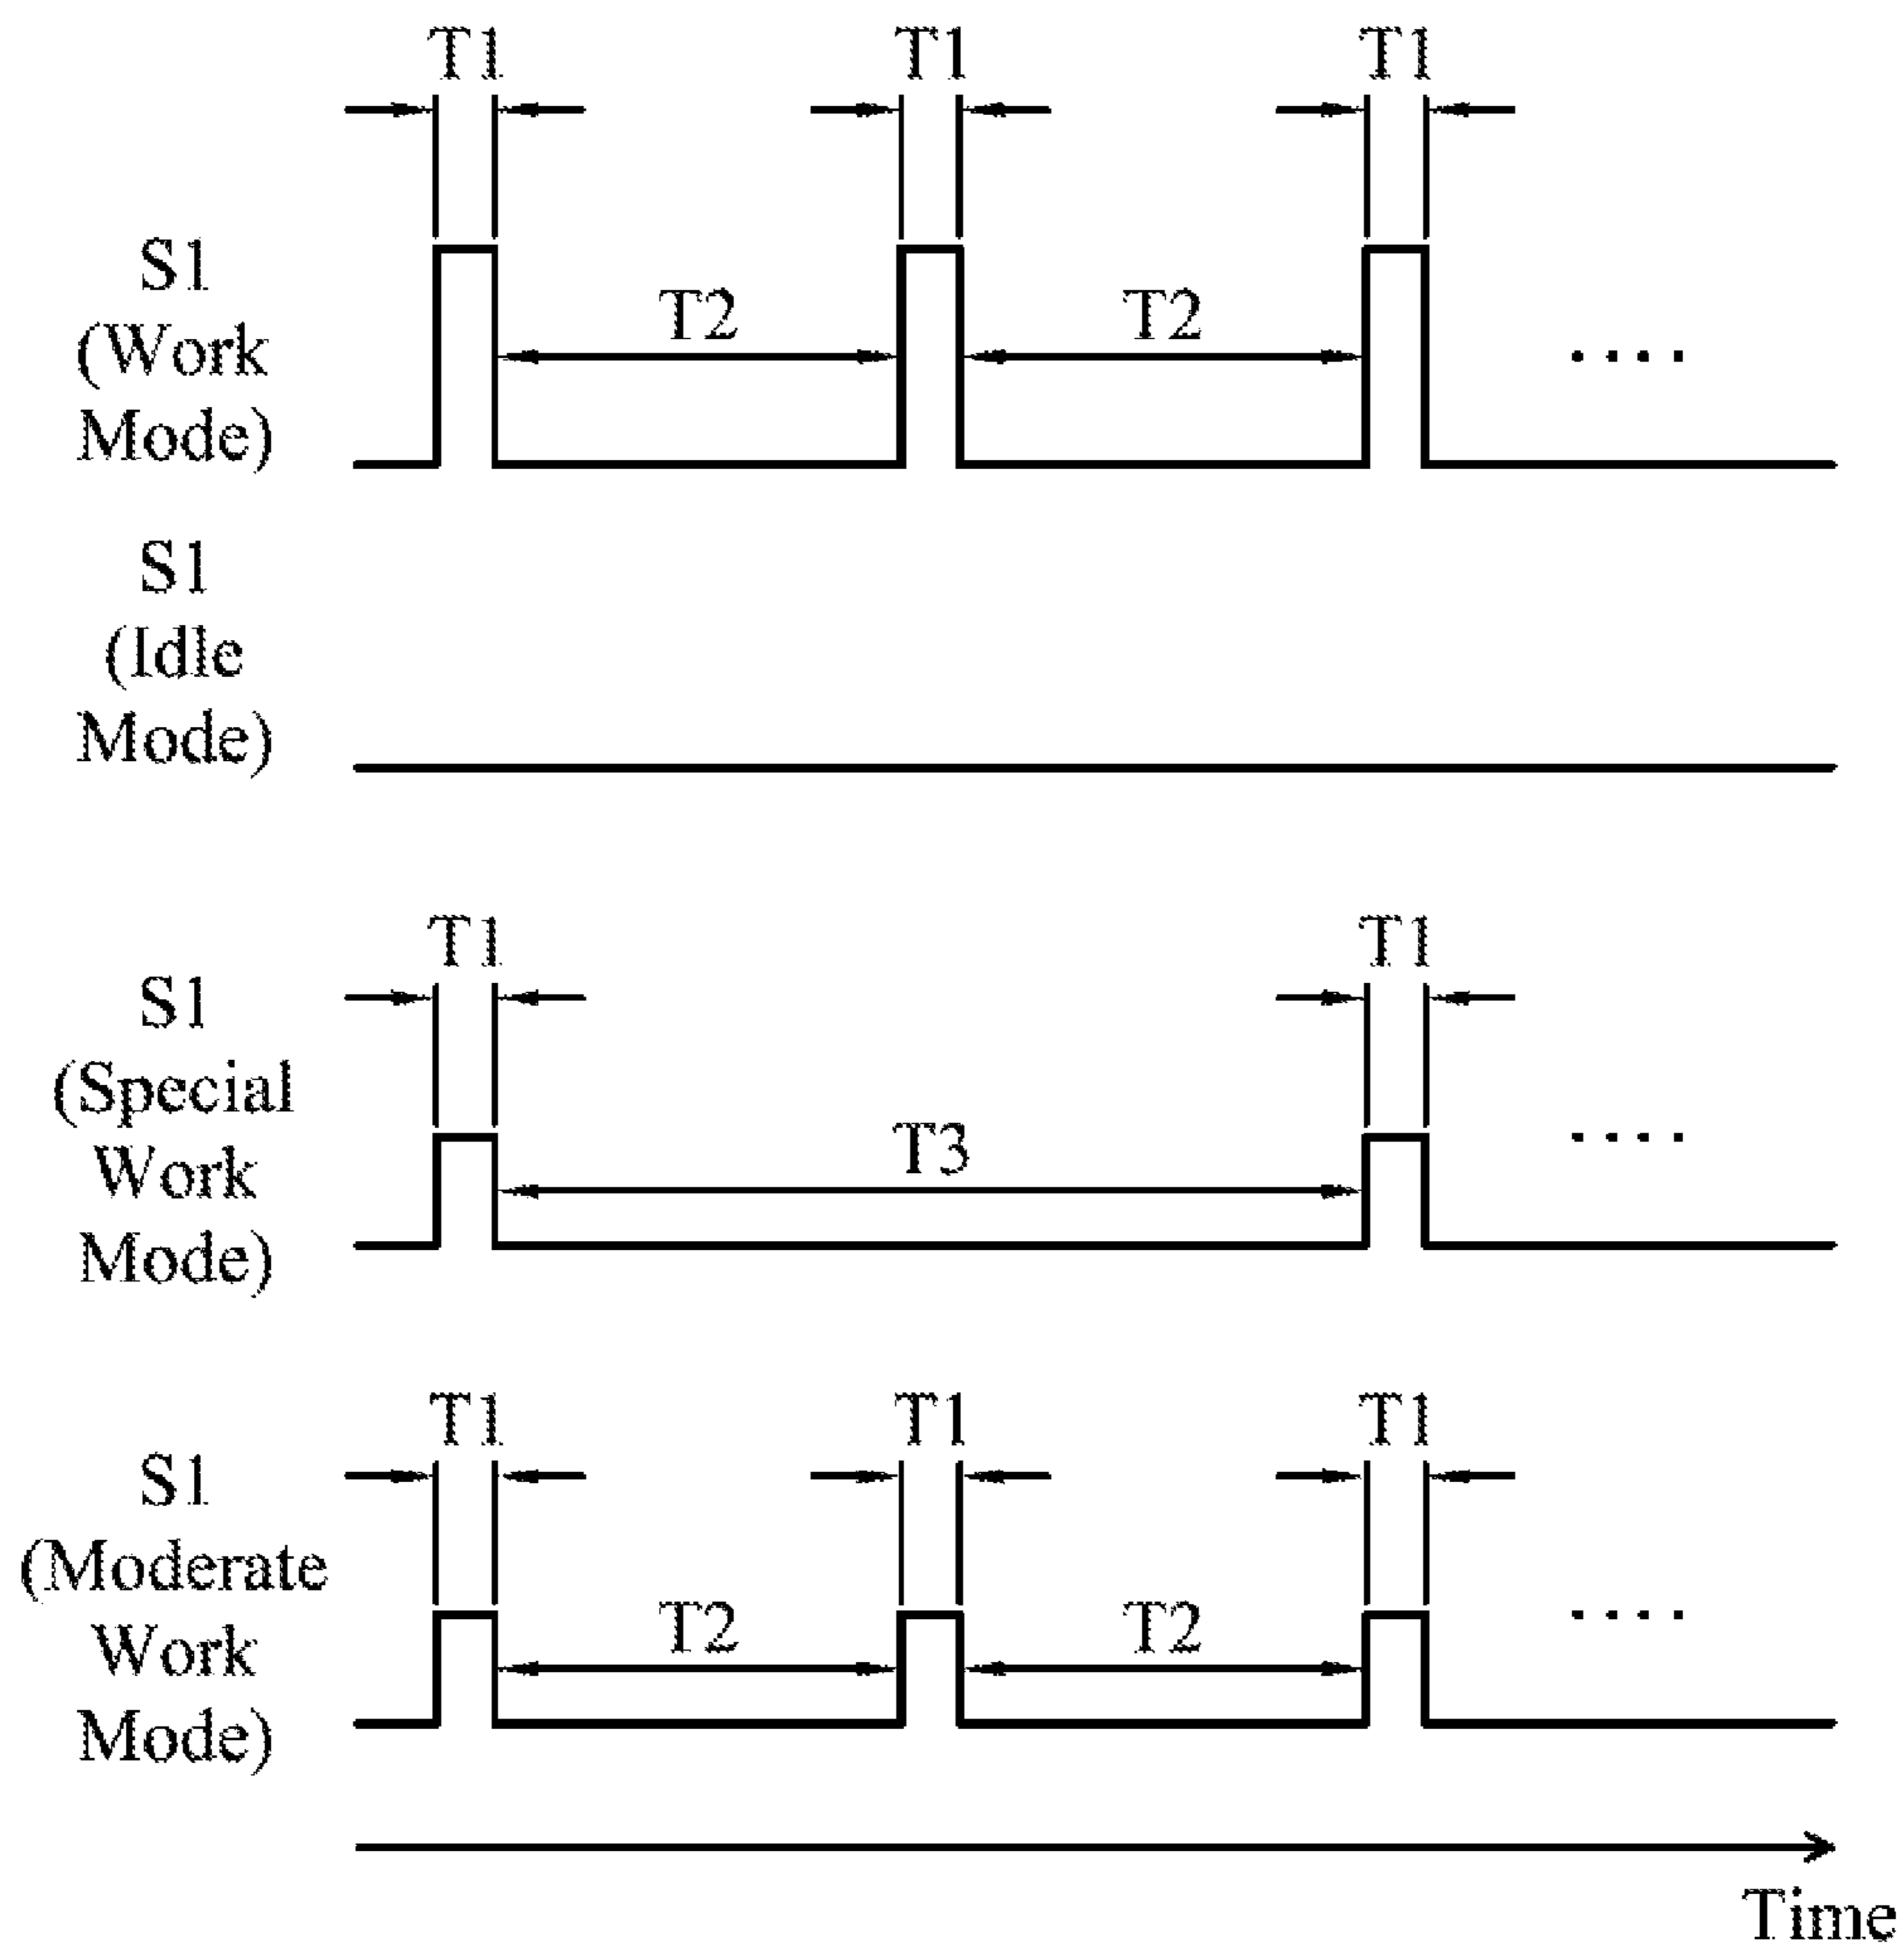 T1 T1 T1
S1
(Work
Mode)
T2 T2
....
S1
(Idle
Mode)
T1 T1
S1
(Special
Work
Mode)
T3
....
T1 T1 T1
S1
(Moderate
Work
Mode)
T2 T2
....
Time